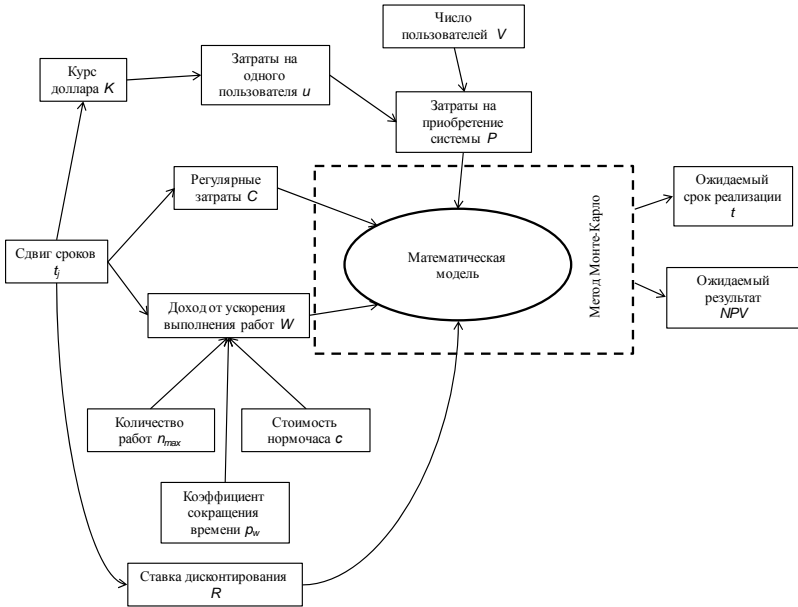 Число
пользователей V
Курс
доллара K
Затраты на
одного
пользователя u
Затраты на
приобретение
системы P
Регулярные
затраты C
Ожидаемый
срок реализации
t
Сдвиг сроков
tj
Математическая
модель
Метод Монте-Карло
Доход от ускорения
выполнения работ W
Ожидаемый
результат
NPV
Количество
работ nmax
Стоимость
нормочаса c
Коэффициент
сокращения
времени pw
Ставка дисконтирования
R